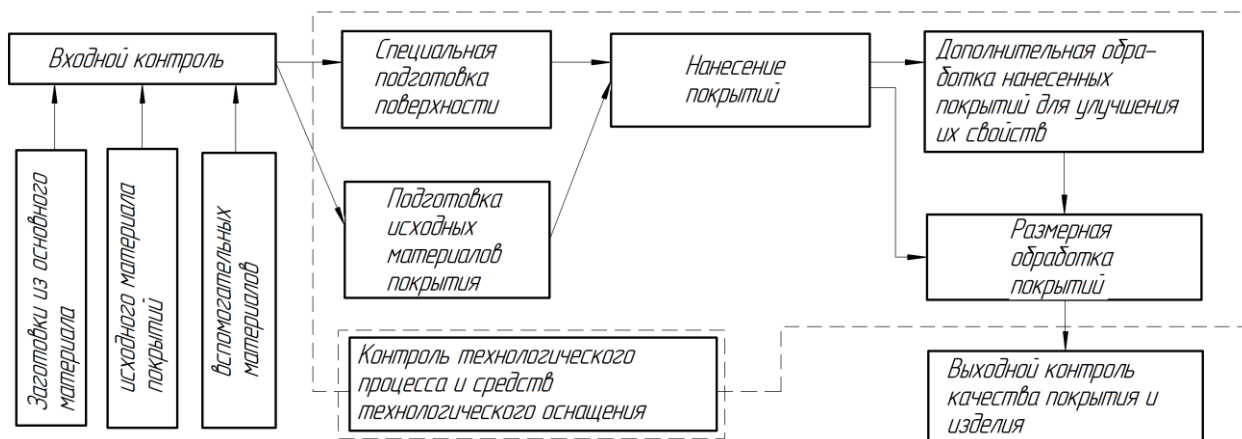 Входной контроль
Заготовки из основного
материала
исходного материала
покрытий
вспомогательных
материалов
Специальная
подготовка
поверхности
Подготовка
исходных
материалов
покрытия
Нанесение
покрытий
Дополнительная обра-
ботка нанесенных
покрытий для улучшения
их свойств
Размерная
обработка
покрытий
Контроль технологического
процесса и средств
технологического оснащения
Выходной контроль
качества покрытия и
изделия